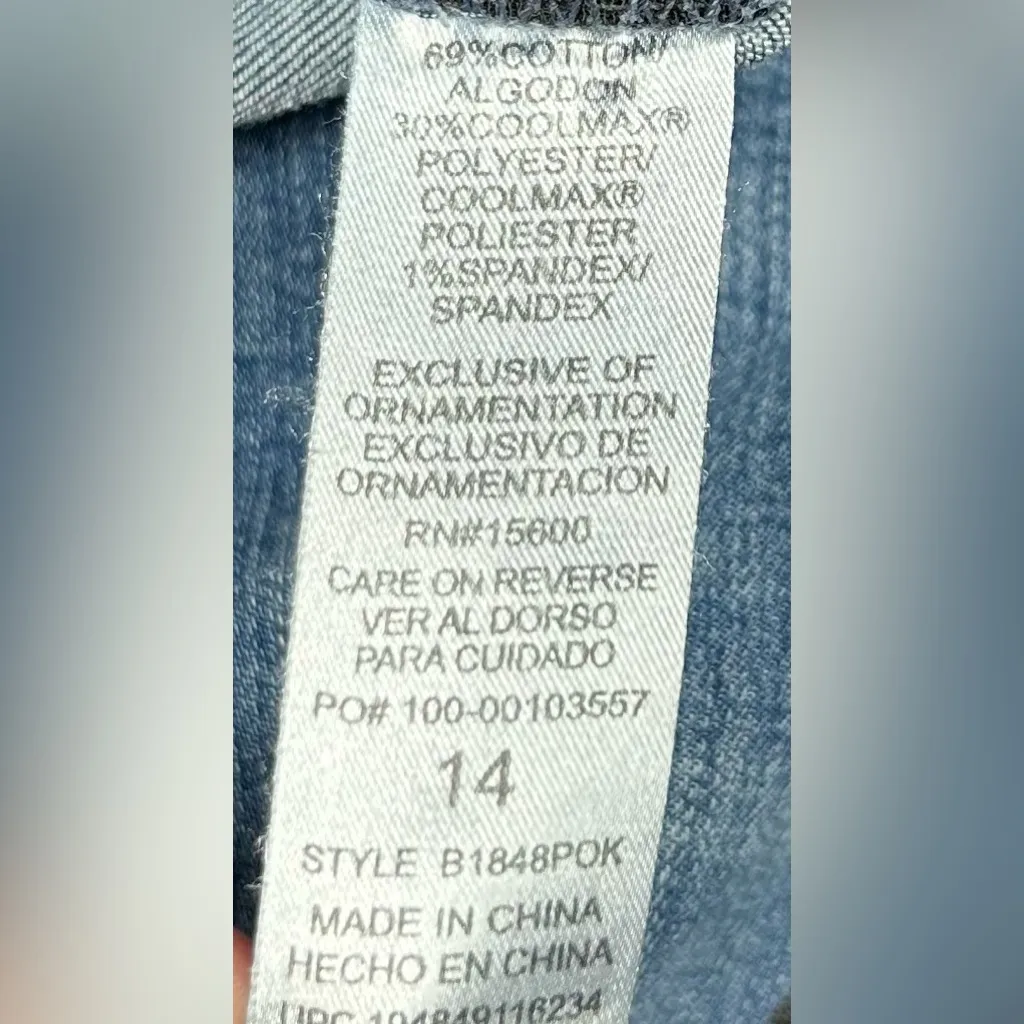 69%COTTON/
ALGODON
30%COOLMAX®
POLYESTER/
COOLMAX®
POLIESTER
1%SPANDEX/
SPANDEX
EXCLUSIVE OF
ORNAMENTATION
EXCLUSIVO DE
ORNAMENTACION
RN#15600
CARE ON REVERSE
VER AL DORSO
PARA CUIDADO
PO# 100-00103557
14
STYLE B1848POK
MADE IN CHINA
HECHO EN CHINA
UPC 194849116234